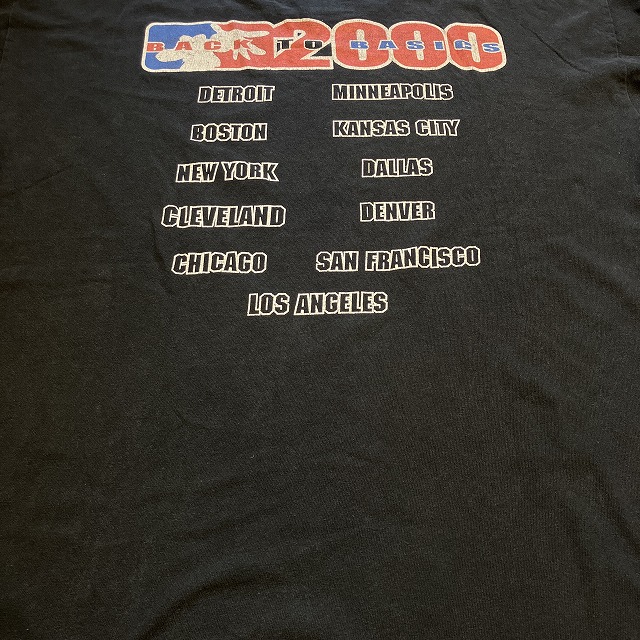 2000
BACK TO BASICS
DETROIT MINNEAPOLIS
BOSTON KANSAS CITY
NEW YORK DALLAS
CLEVELAND DENVER
CHICAGO SAN FRANCISCO
LOS ANGELES